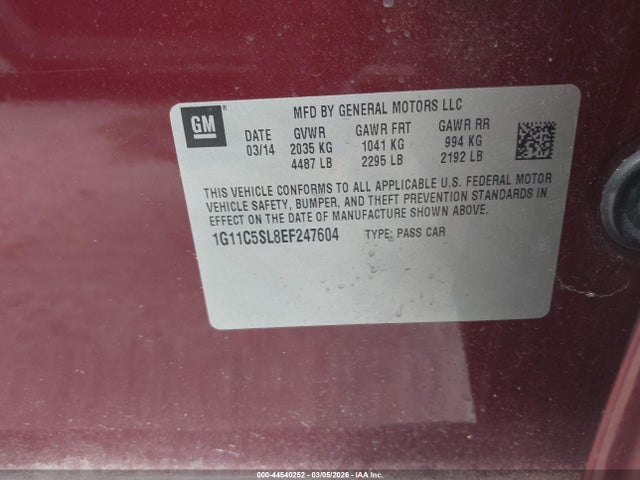 GM
MFD BY GENERAL MOTORS LLC
DATE GVWR GAWR FRT GAWR RR
03/14 2035 KG 1041 KG 994 KG
4487 LB 2295 LB 2192 LB
THIS VEHICLE CONFORMS TO ALL APPLICABLE U.S. FEDERAL MOTOR
VEHICLE SAFETY, BUMPER, AND THEFT PREVENTION STANDARDS IN
EFFECT ON THE DATE OF MANUFACTURE SHOWN ABOVE.
1G11C5SL8EF247604 TYPE: PASS CAR
000-44540252 - 03/05/2026 - IAA Inc.